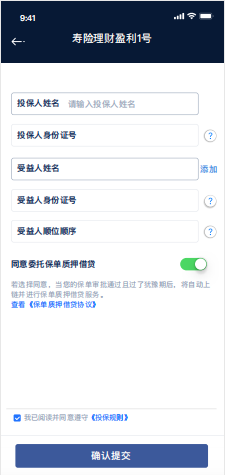 9:41
寿险理财盈利1号
投保人姓名 请输入投保人姓名
投保人身份证号 ?
受益人姓名 添加
受益人身份证号 ?
受益人顺位顺序 ?
同意委托保单质押借贷
若选择同意，当您的保单审批通过且过了犹豫期后，将自动上
链并进行保单质押借贷服务。
查看《保单质押借贷协议》
我已阅读并同意遵守《投保规则》
确认提交